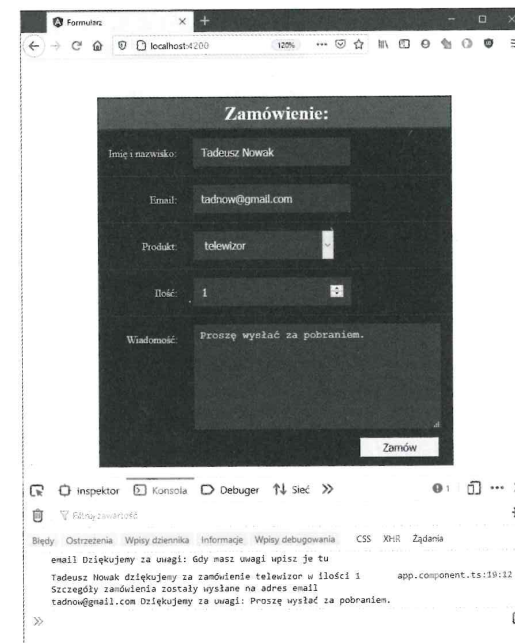 Formularz
localhost:4200
120%
Zamówienie:
Imię i nazwisko: Tadeusz Nowak
Email: tadnow@gmail.com
Produkt: telewizor
Ilość: 1
Wiadomość: Proszę wysłać za pobraniem.
Zamów
Inspektor Konsola Debuger Sieć
1
Filtruj zawartość
Błędy Ostrzeżenia Wpisy dziennika Informacje Wpisy debugowania CSS XHR Żądania
email Dziękujemy za uwagi: Gdy masz uwagi wpisz je tu
Tadeusz Nowak dziękujemy za zamówienie telewizor w ilości 1 app.component.ts:19:12
Szczegóły zamówienia zostały wysłane na adres email
tadnow@gmail.com Dziękujemy za uwagi: Proszę wysłać za pobraniem.